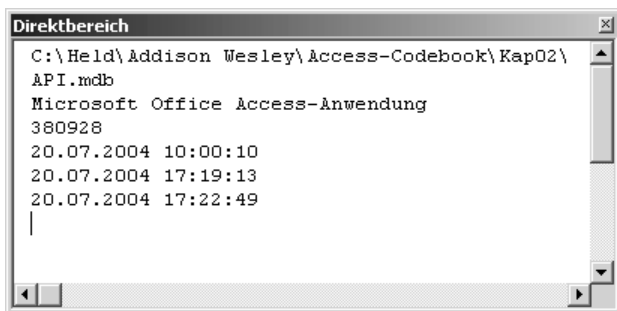 Direktbereich
C:\Held\Addison Wesley\Access-Codebook\Kap02\
API.mdb
Microsoft Office Access-Anwendung
380928
20.07.2004 10:00:10
20.07.2004 17:19:13
20.07.2004 17:22:49